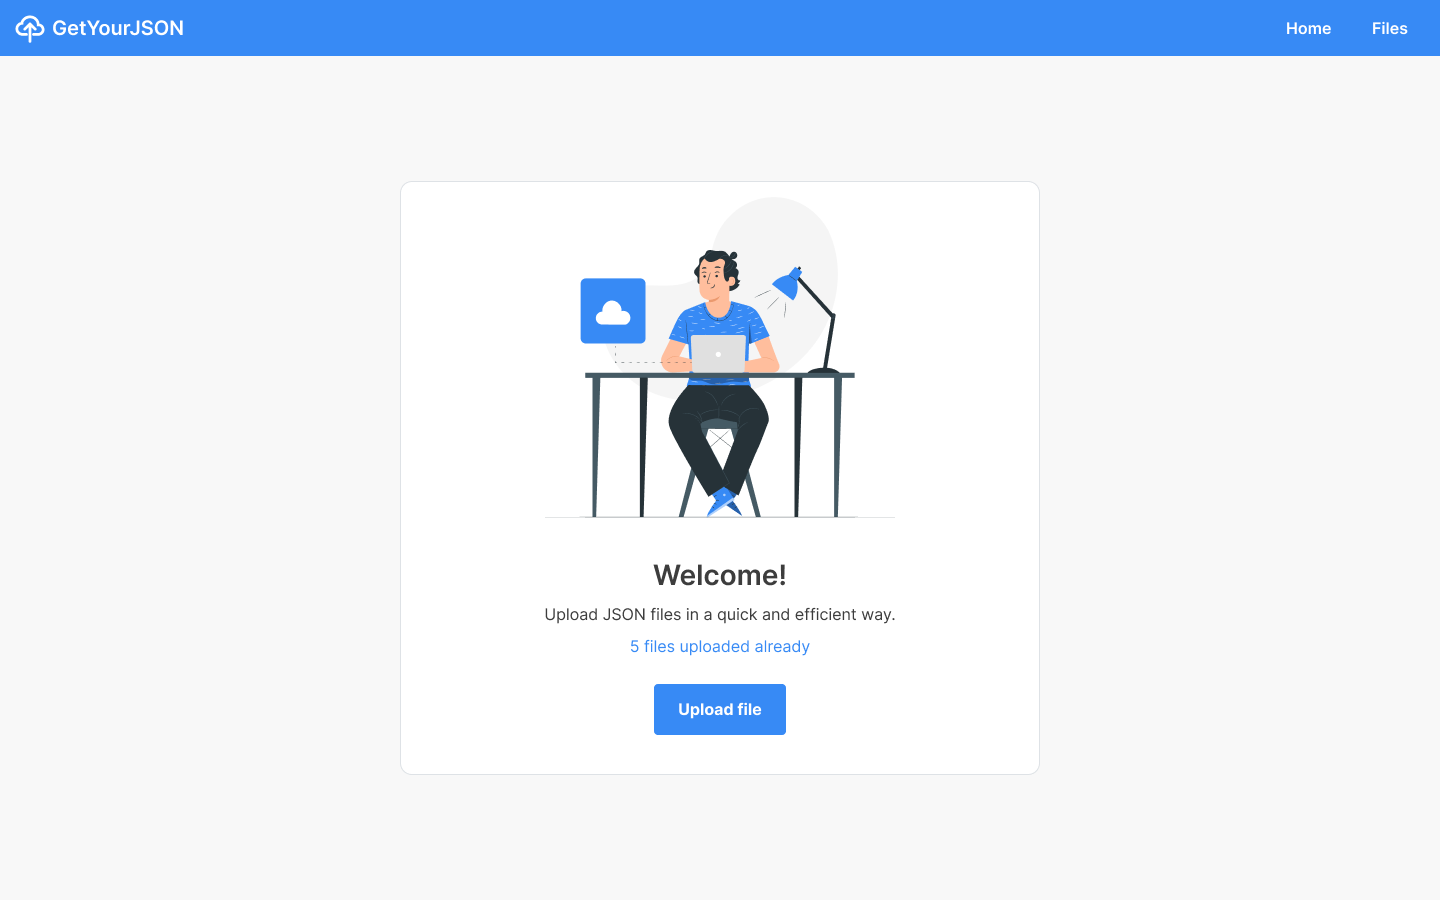 GetYourJSON
Home
Files
Welcome!
Upload JSON files in a quick and efficient way.
5 files uploaded already
Upload file